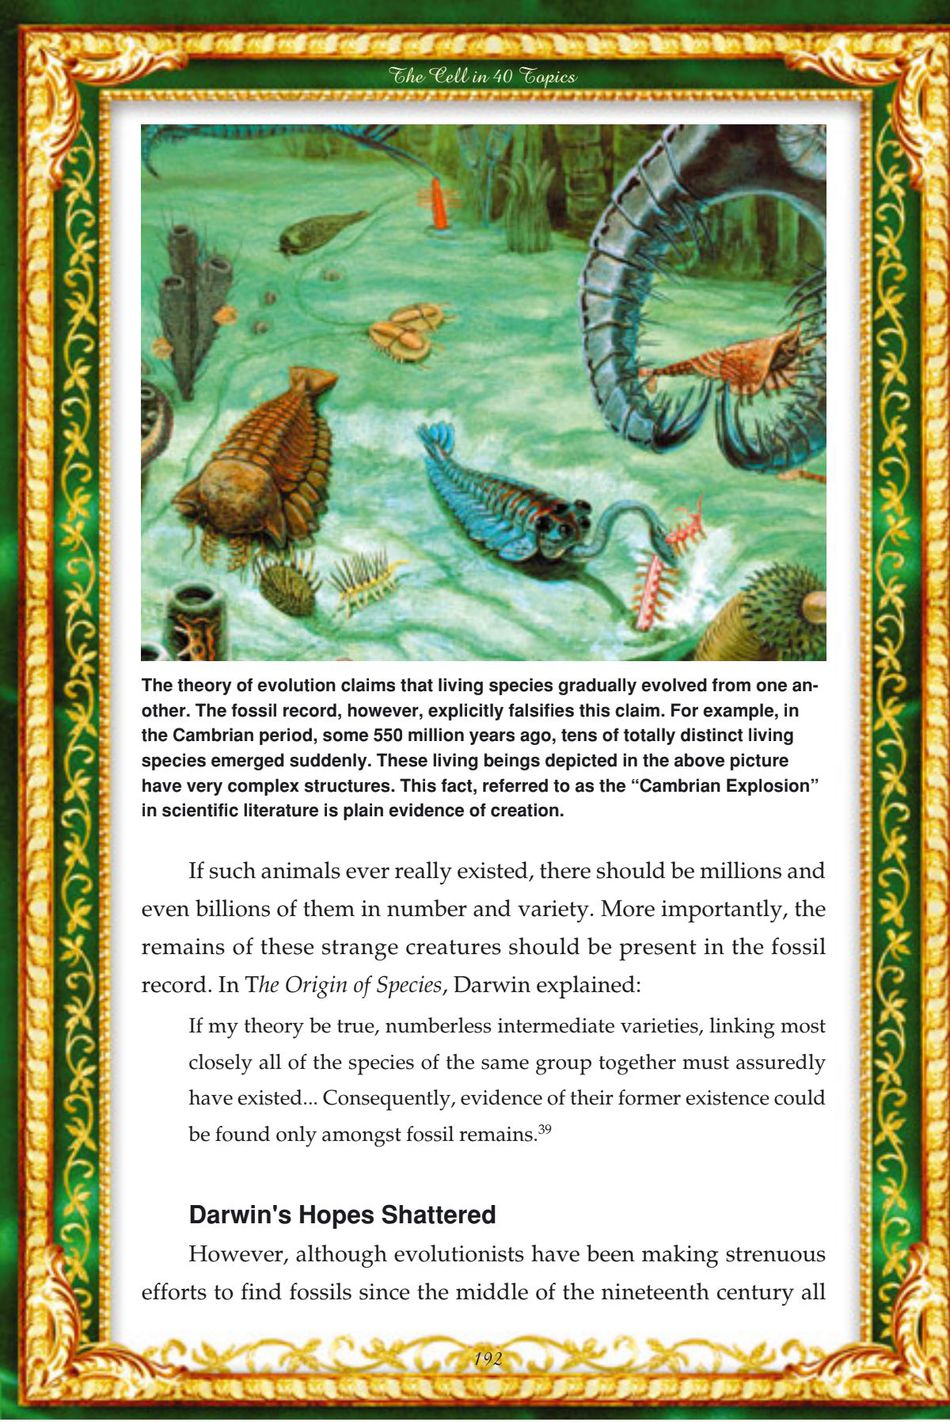 The Cell in 40 Topics
The theory of evolution claims that living species gradually evolved from one an-
other. The fossil record, however, explicitly falsifies this claim. For example, in
the Cambrian period, some 550 million years ago, tens of totally distinct living
species emerged suddenly. These living beings depicted in the above picture
have very complex structures. This fact, referred to as the “Cambrian Explosion”
in scientific literature is plain evidence of creation.
If such animals ever really existed, there should be millions and
even billions of them in number and variety. More importantly, the
remains of these strange creatures should be present in the fossil
record. In The Origin of Species, Darwin explained:
If my theory be true, numberless intermediate varieties, linking most
closely all of the species of the same group together must assuredly
have existed... Consequently, evidence of their former existence could
be found only amongst fossil remains.39
Darwin's Hopes Shattered
However, although evolutionists have been making strenuous
efforts to find fossils since the middle of the nineteenth century all
192